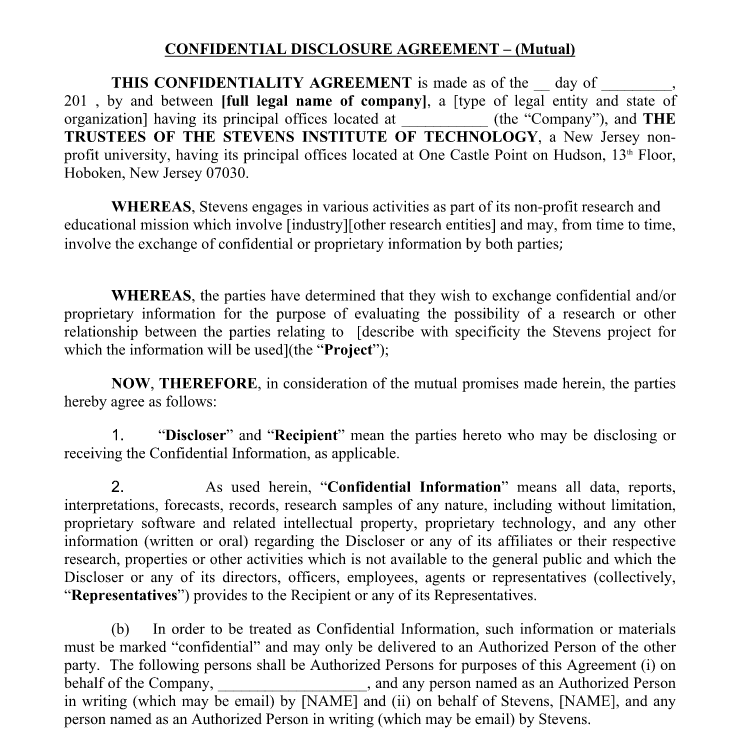 CONFIDENTIAL DISCLOSURE AGREEMENT – (Mutual)
THIS CONFIDENTIALITY AGREEMENT is made as of the __ day of _________,
201 , by and between [full legal name of company], a [type of legal entity and state of
organization] having its principal offices located at ___________ (the “Company”), and THE
TRUSTEES OF THE STEVENS INSTITUTE OF TECHNOLOGY, a New Jersey non-
profit university, having its principal offices located at One Castle Point on Hudson, 13th Floor,
Hoboken, New Jersey 07030.
WHEREAS, Stevens engages in various activities as part of its non-profit research and
educational mission which involve [industry][other research entities] and may, from time to time,
involve the exchange of confidential or proprietary information by both parties;
WHEREAS, the parties have determined that they wish to exchange confidential and/or
proprietary information for the purpose of evaluating the possibility of a research or other
relationship between the parties relating to [describe with specificity the Stevens project for
which the information will be used](the “Project”);
NOW, THEREFORE, in consideration of the mutual promises made herein, the parties
hereby agree as follows:
1. “Discloser” and “Recipient” mean the parties hereto who may be disclosing or
receiving the Confidential Information, as applicable.
2. As used herein, “Confidential Information” means all data, reports,
interpretations, forecasts, records, research samples of any nature, including without limitation,
proprietary software and related intellectual property, proprietary technology, and any other
information (written or oral) regarding the Discloser or any of its affiliates or their respective
research, properties or other activities which is not available to the general public and which the
Discloser or any of its directors, officers, employees, agents or representatives (collectively,
“Representatives”) provides to the Recipient or any of its Representatives.
(b) In order to be treated as Confidential Information, such information or materials
must be marked “confidential” and may only be delivered to an Authorized Person of the other
party. The following persons shall be Authorized Persons for purposes of this Agreement (i) on
behalf of the Company, ___________________, and any person named as an Authorized Person
in writing (which may be email) by [NAME] and (ii) on behalf of Stevens, [NAME], and any
person named as an Authorized Person in writing (which may be email) by Stevens.